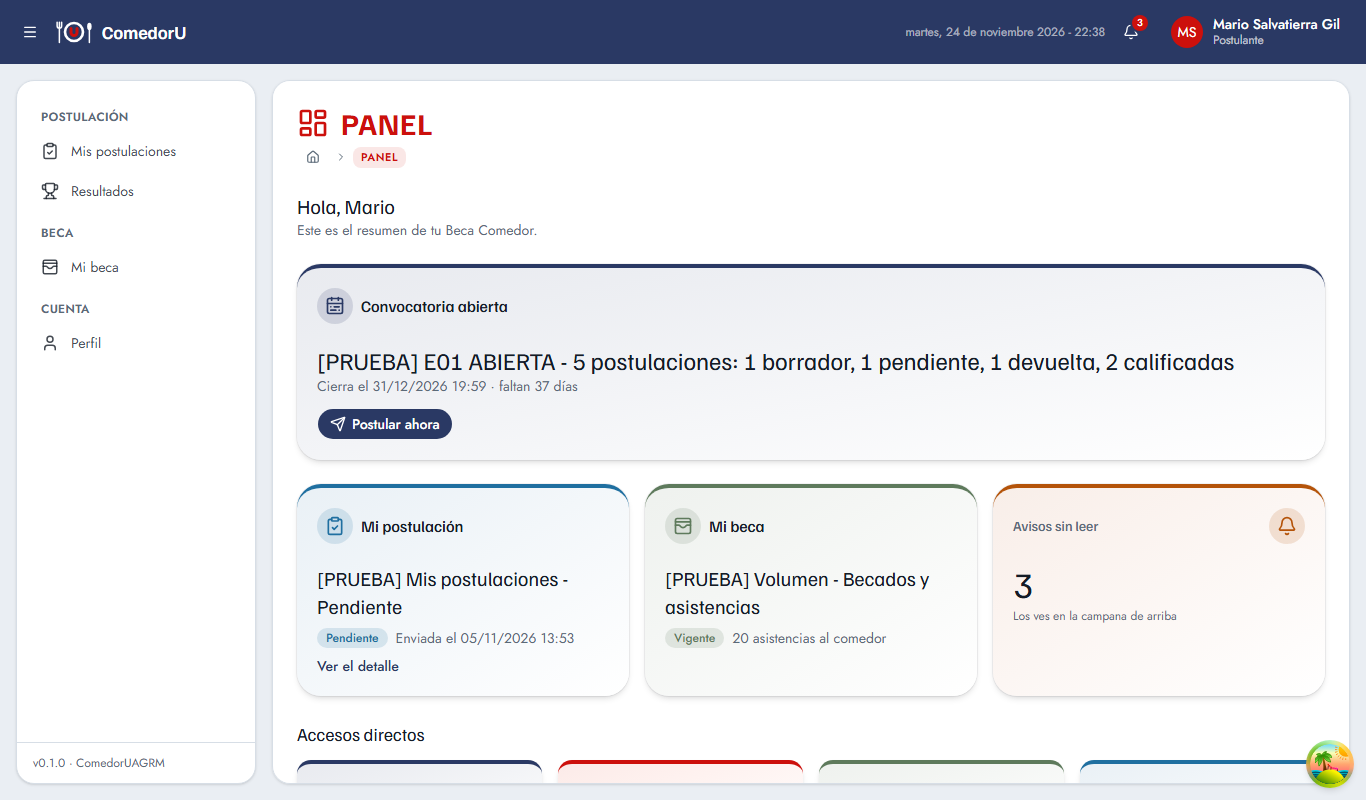 ComedorU
martes, 24 de noviembre 2026 - 22:38
3
MS
Mario Salvatierra Gil
Postulante
POSTULACIÓN
Mis postulaciones
Resultados
BECA
Mi beca
CUENTA
Perfil
v0.1.0 · ComedorUAGRM
PANEL
PANEL
Hola, Mario
Este es el resumen de tu Beca Comedor.
Convocatoria abierta
[PRUEBA] E01 ABIERTA - 5 postulaciones: 1 borrador, 1 pendiente, 1 devuelta, 2 calificadas
Cierra el 31/12/2026 19:59 · faltan 37 días
Postular ahora
Mi postulación
[PRUEBA] Mis postulaciones -
Pendiente
Pendiente Enviada el 05/11/2026 13:53
Ver el detalle
Mi beca
[PRUEBA] Volumen - Becados y
asistencias
Vigente 20 asistencias al comedor
Avisos sin leer
3
Los ves en la campana de arriba
Accesos directos